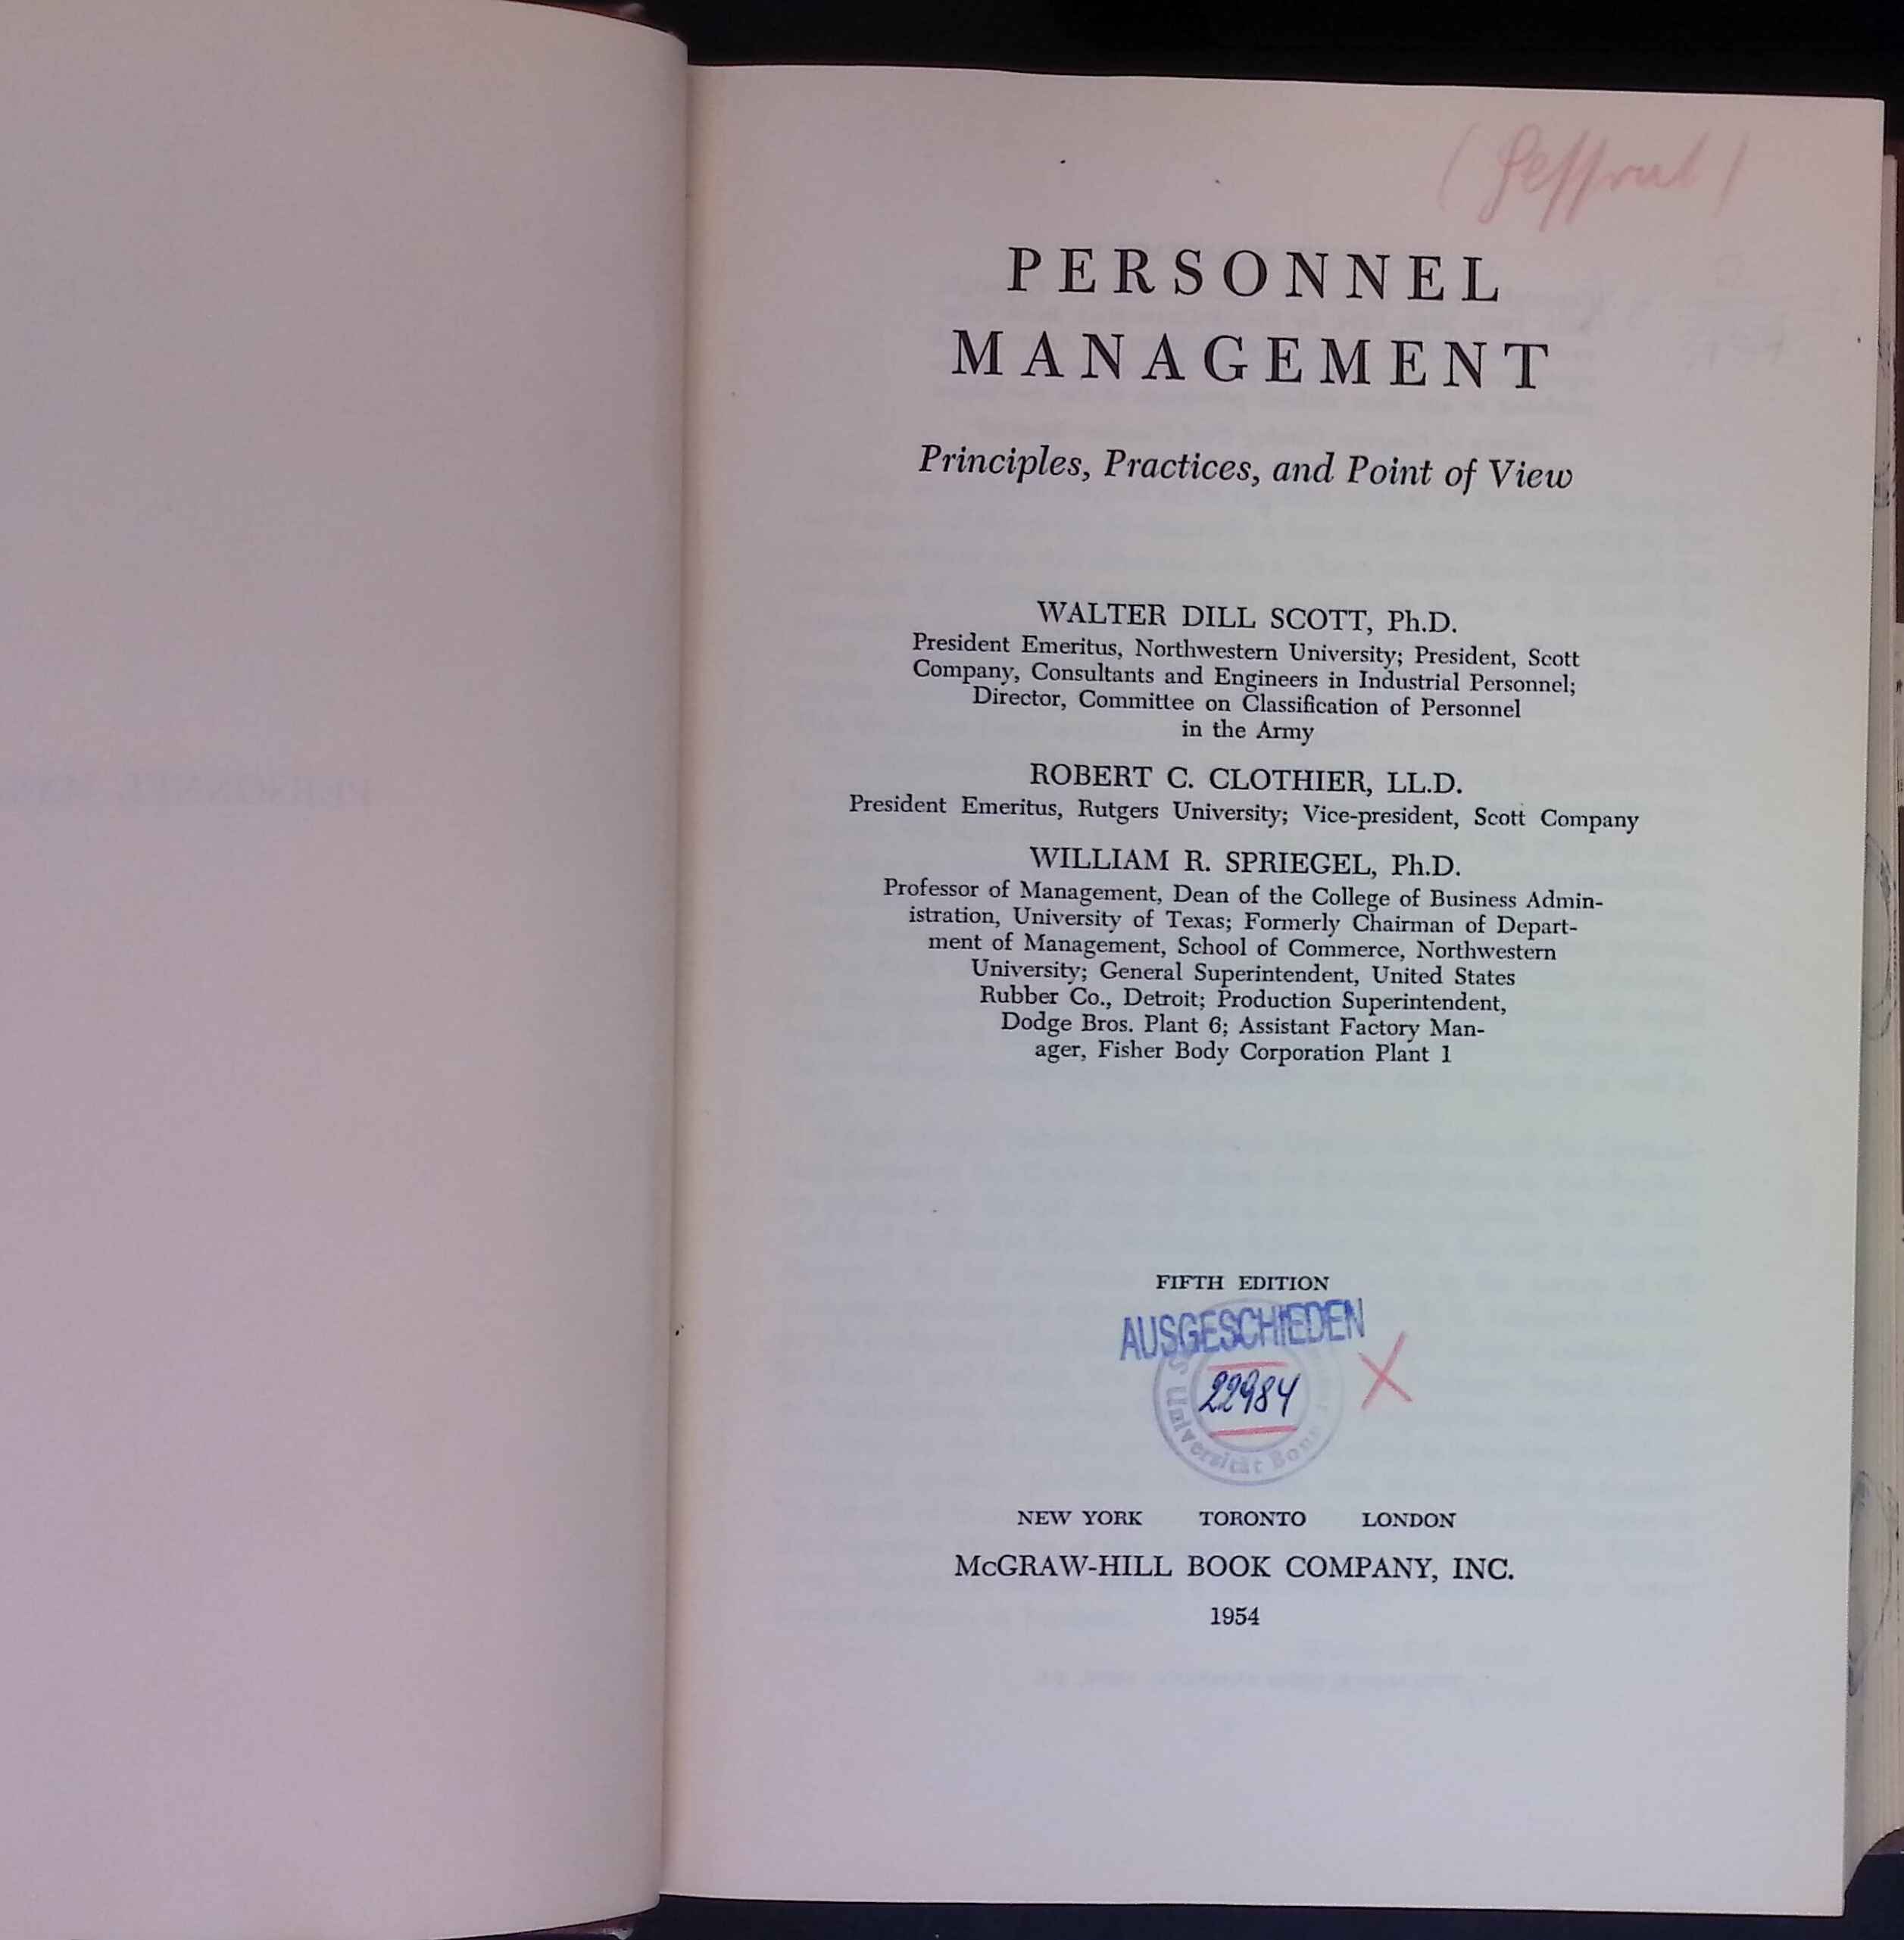 PERSONNEL
MANAGEMENT
Principles, Practices, and Point of View
WALTER DILL SCOTT, Ph.D.
President Emeritus, Northwestern University; President, Scott
Company, Consultants and Engineers in Industrial Personnel;
Director, Committee on Classification of Personnel
in the Army
ROBERT C. CLOTHIER, LL.D.
President Emeritus, Rutgers University; Vice-president, Scott Company
WILLIAM R. SPRIEGEL, Ph.D.
Professor of Management, Dean of the College of Business Admin-
istration, University of Texas; Formerly Chairman of Depart-
ment of Management, School of Commerce, Northwestern
University; General Superintendent, United States
Rubber Co., Detroit; Production Superintendent,
Dodge Bros. Plant 6; Assistant Factory Man-
ager, Fisher Body Corporation Plant 1
FIFTH EDITION
AUSGESCHIEDEN
22984
Universität Bonn
NEW YORK TORONTO LONDON
McGRAW-HILL BOOK COMPANY, INC.
1954